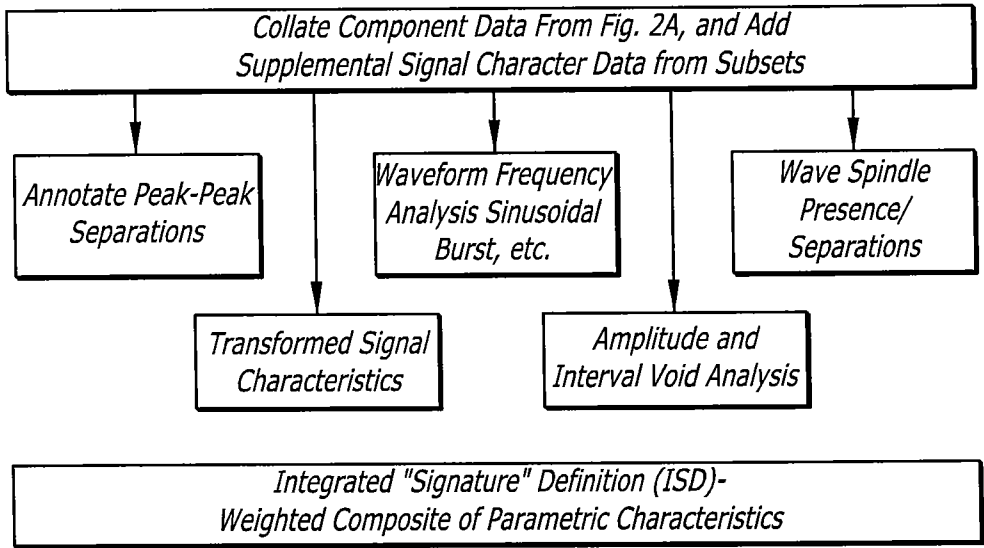 Collate Component Data From Fig. 2A, and Add
Supplemental Signal Character Data from Subsets
Annotate Peak-Peak
Separations
Waveform Frequency
Analysis Sinusoidal
Burst, etc.
Wave Spindle
Presence/
Separations
Transformed Signal
Characteristics
Amplitude and
Interval Void Analysis
Integrated "Signature" Definition (ISD)-
Weighted Composite of Parametric Characteristics